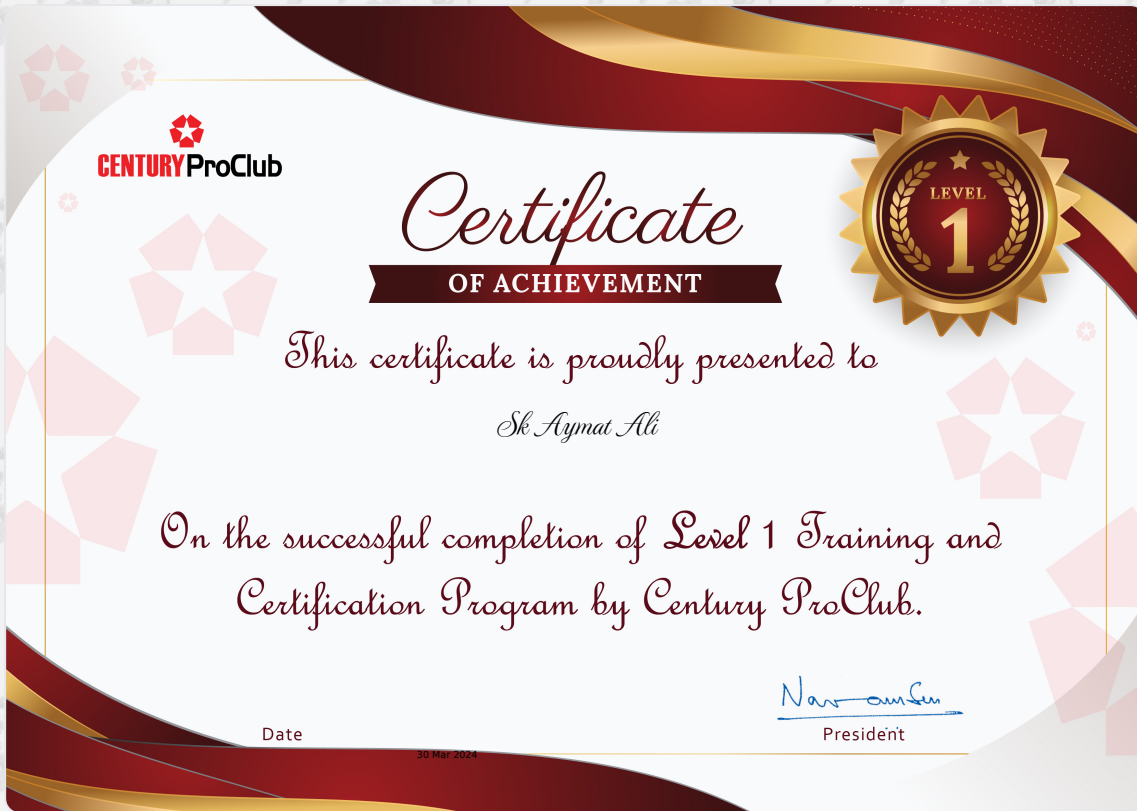 CENTURY ProClub
LEVEL
1
Certificate
OF ACHIEVEMENT
This certificate is proudly presented to
Sk Aymat Ali
On the successful completion of Level 1 Training and
Certification Program by Century ProClub.
Date
President
30 Mar 2024